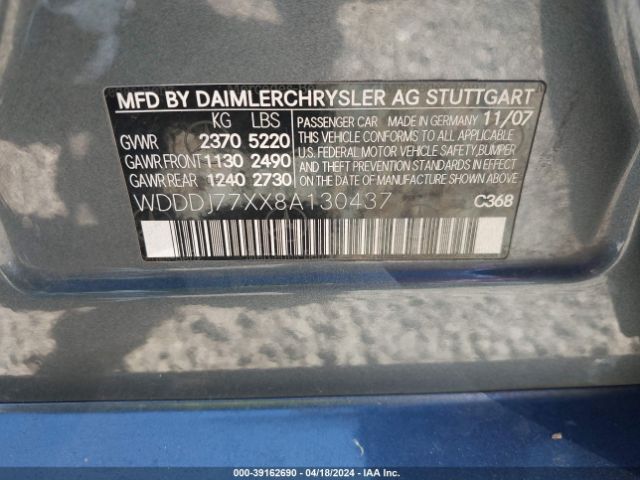 MFD BY DAIMLERCHRYSLER AG STUTTGART
KG LBS
GVWR 2370 5220
GAWR FRONT 1130 2490
GAWR REAR 1240 2730
PASSENGER CAR MADE IN GERMANY 11/07
THIS VEHICLE CONFORMS TO ALL APPLICABLE
U.S. FEDERAL MOTOR VEHICLE SAFETY,BUMPER
AND THEFT PREVENTION STANDARDS IN EFFECT
ON THE DATE OF MANUFACTURE SHOWN ABOVE.
WDDDJ77XX8A130437 C368
000-39162690 - 04/18/2024 - IAA Inc.